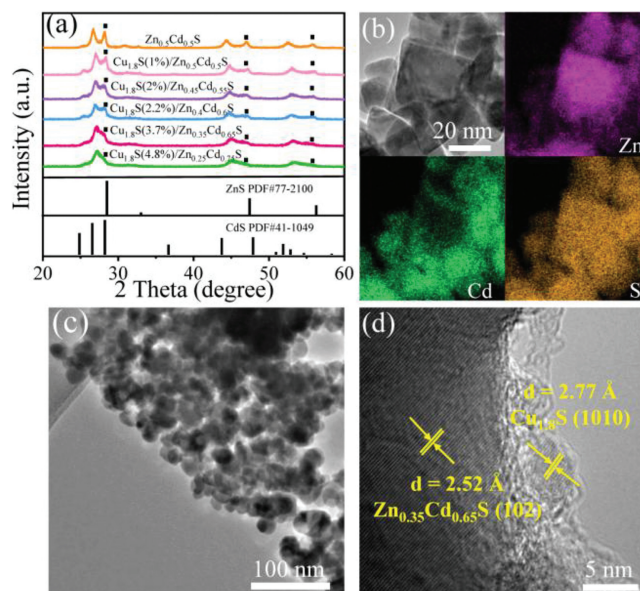 (a)
Intensity (a.u.)
Zn0.5Cd0.5S
Cu1.8S(1%)/Zn0.5Cd0.5S
Cu1.8S(2%)/Zn0.45Cd0.55S
Cu1.8S(2.2%)/Zn0.4Cd0.6S
Cu1.8S(3.7%)/Zn0.35Cd0.65S
Cu1.8S(4.8%)/Zn0.25Cd0.75S
ZnS PDF#77-2100
CdS PDF#41-1049
20 30 40 50 60
2 Theta (degree)
(b)
20 nm
Zn
Cd
S
(c)
100 nm
(d)
d = 2.77 Å
Cu1.8S (1010)
d = 2.52 Å
Zn0.35Cd0.65S (102)
5 nm